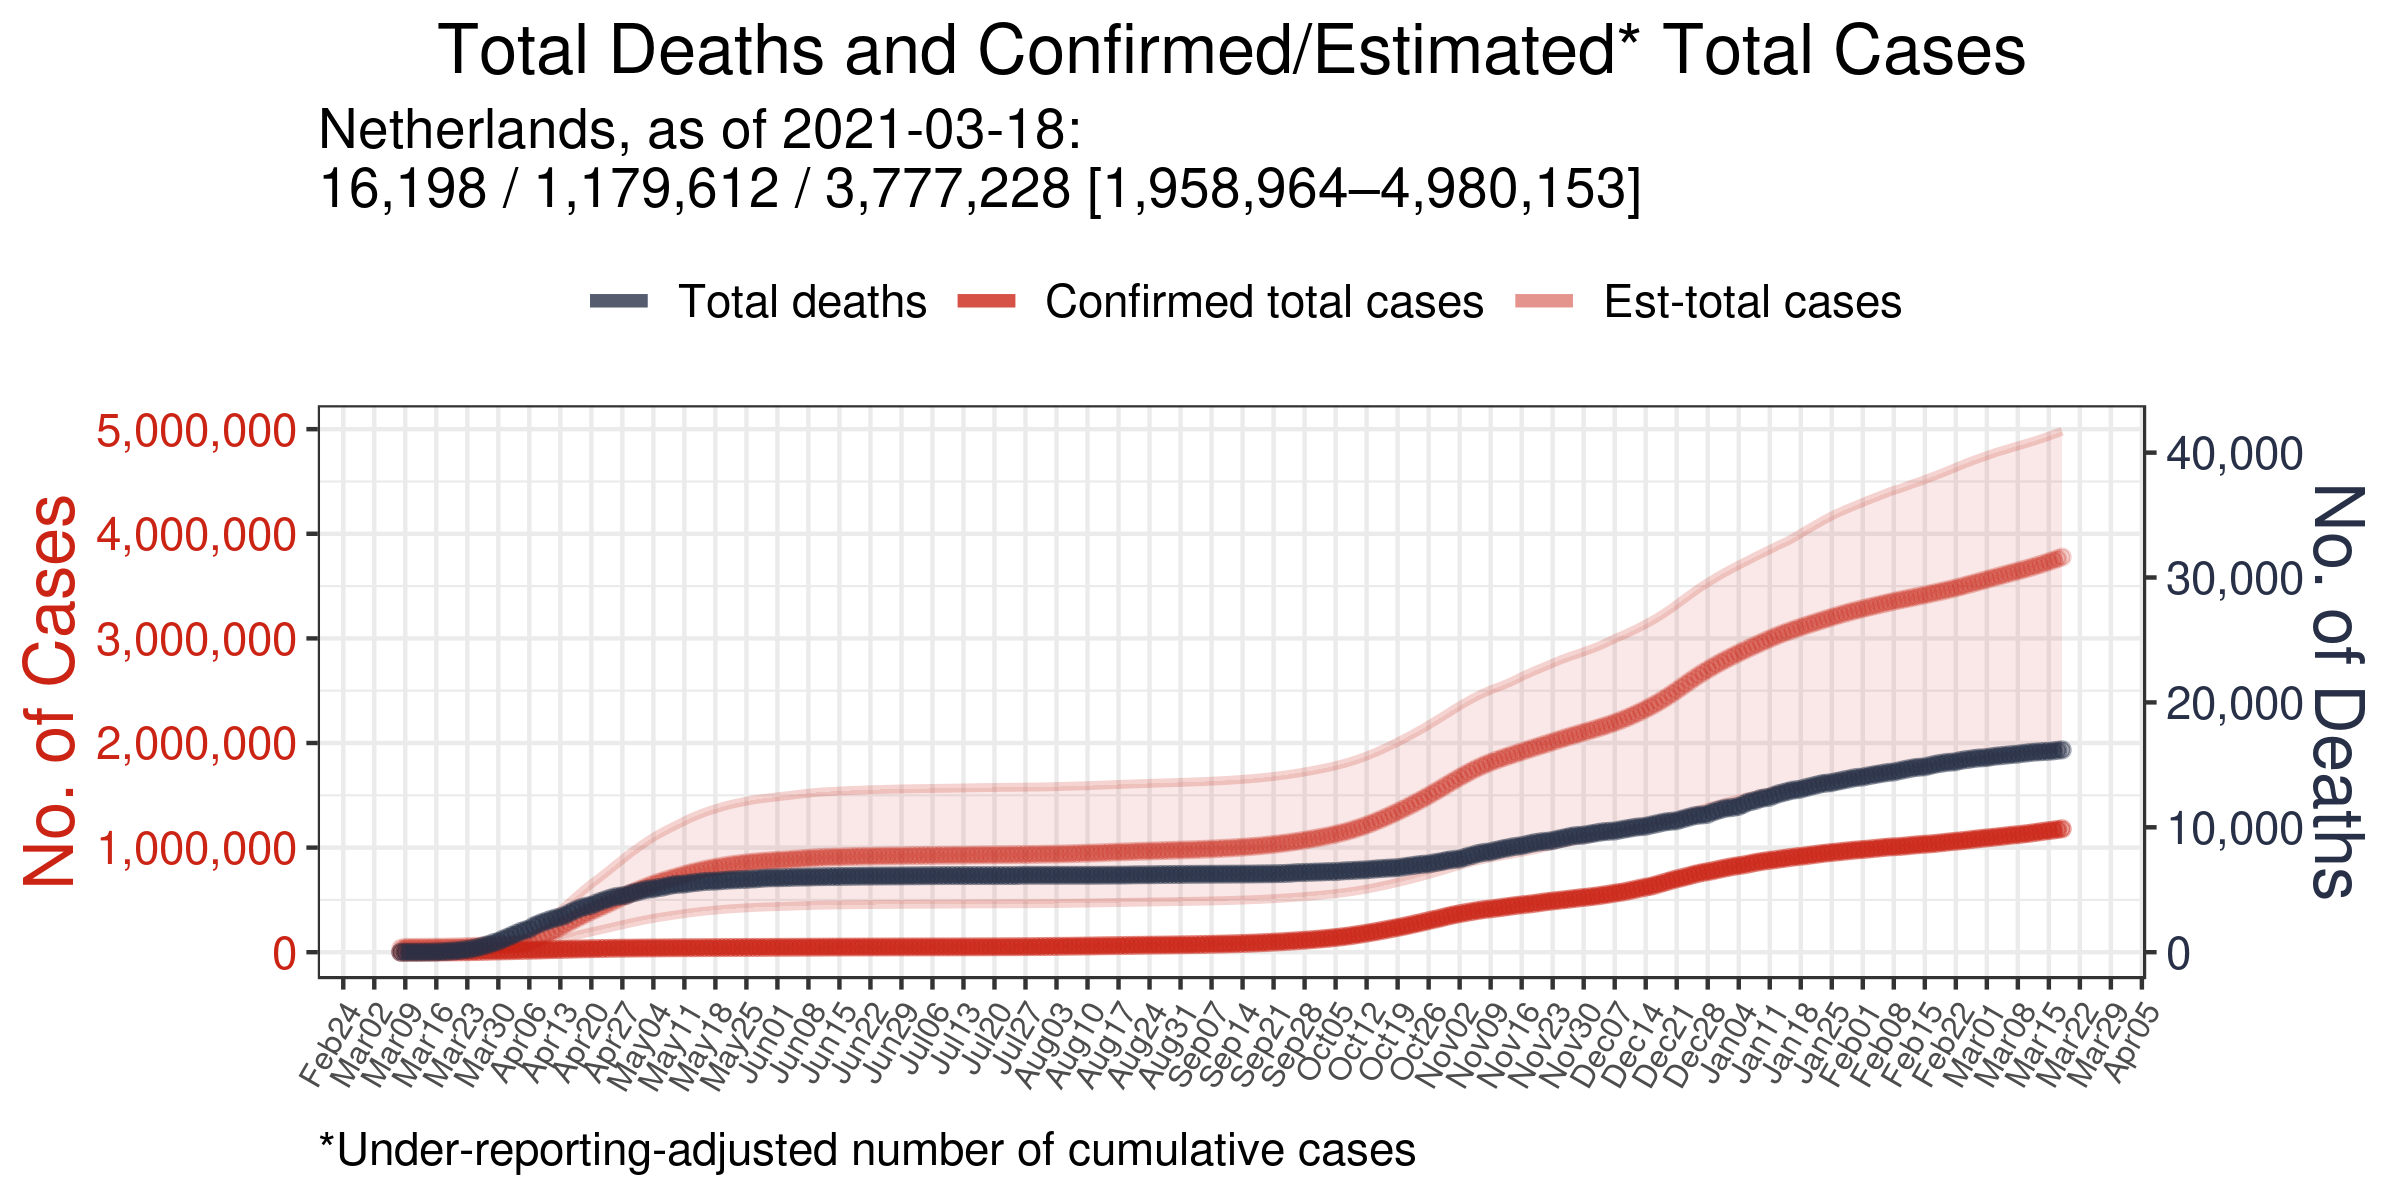 Total Deaths and Confirmed/Estimated* Total Cases
Netherlands, as of 2021-03-18:
16,198 / 1,179,612 / 3,777,228 [1,958,964–4,980,153]
Total deaths
Confirmed total cases
Est-total cases
No. of Cases
5,000,000
4,000,000
3,000,000
2,000,000
1,000,000
0
40,000
30,000
20,000
10,000
0
No. of Deaths
Feb24
Mar02
Mar09
Mar16
Mar23
Mar30
Apr06
Apr13
Apr20
Apr27
May04
May11
May18
May25
Jun01
Jun08
Jun15
Jun22
Jun29
Jul06
Jul13
Jul20
Jul27
Aug03
Aug10
Aug17
Aug24
Aug31
Sep07
Sep14
Sep21
Sep28
Oct05
Oct12
Oct19
Oct26
Nov02
Nov09
Nov16
Nov23
Nov30
Dec07
Dec14
Dec21
Dec28
Jan04
Jan11
Jan18
Jan25
Feb01
Feb08
Feb15
Feb22
Mar01
Mar08
Mar15
Mar22
Mar29
Apr05
*Under-reporting-adjusted number of cumulative cases